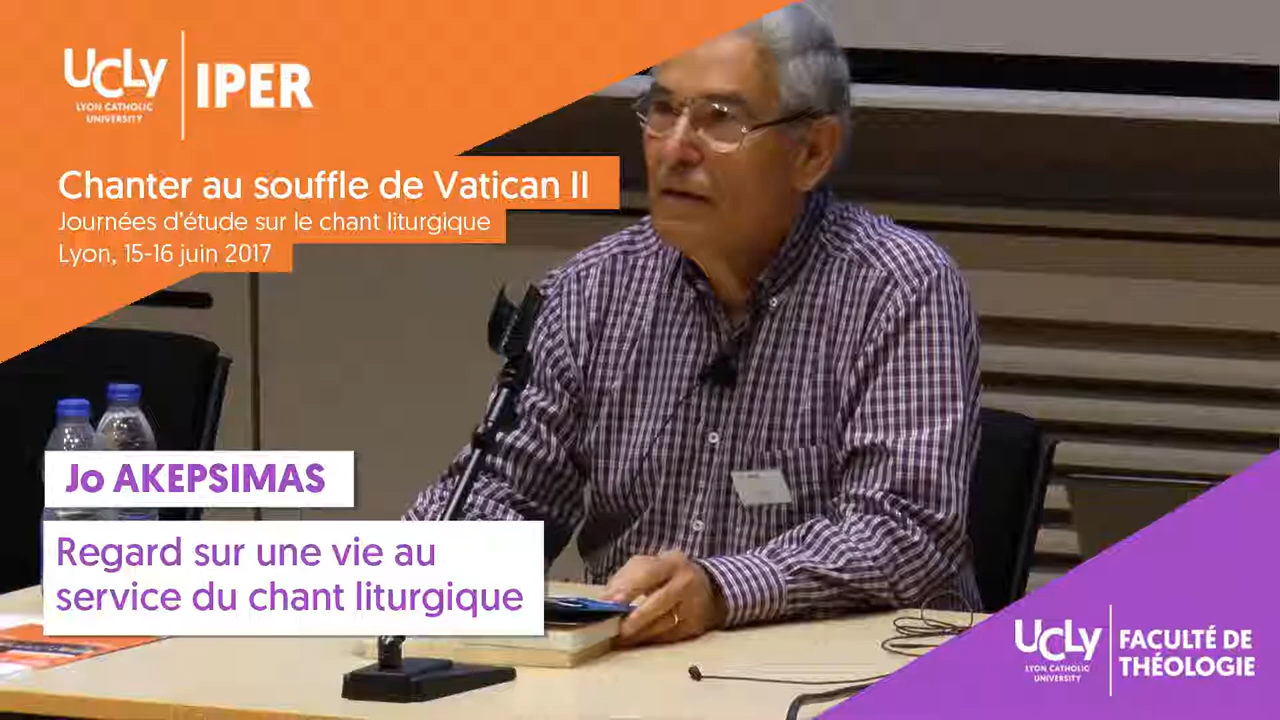 UCLy
LYON CATHOLIC
UNIVERSITY
IPER
Chanter au souffle de Vatican II
Journées d'étude sur le chant liturgique
Lyon, 15-16 juin 2017
Jo AKEPSIMAS
Regard sur une vie au
service du chant liturgique
UCLy
LYON CATHOLIC
UNIVERSITY
FACULTÉ DE
THÉOLOGIE